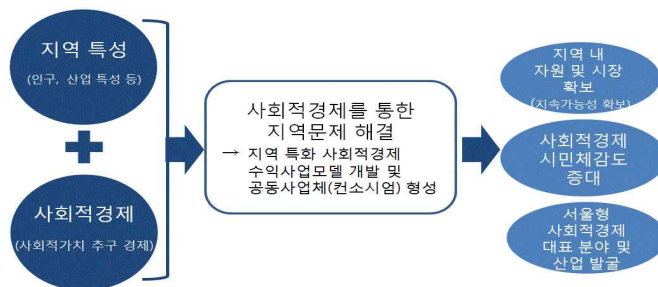 지역 특성
(인구, 산업 특성 등)
사회적경제
(사회적가치 추구 경제)
사회적경제를 통한
지역문제 해결
→ 지역 특화 사회적경제
수익사업모델 개발 및
공동사업체(컨소시엄) 형성
지역 내
자원 및 시장
확보
(지속가능성 확보)
사회적경제
시민체감도
증대
서울형
사회적경제
대표 분야 및
산업 발굴